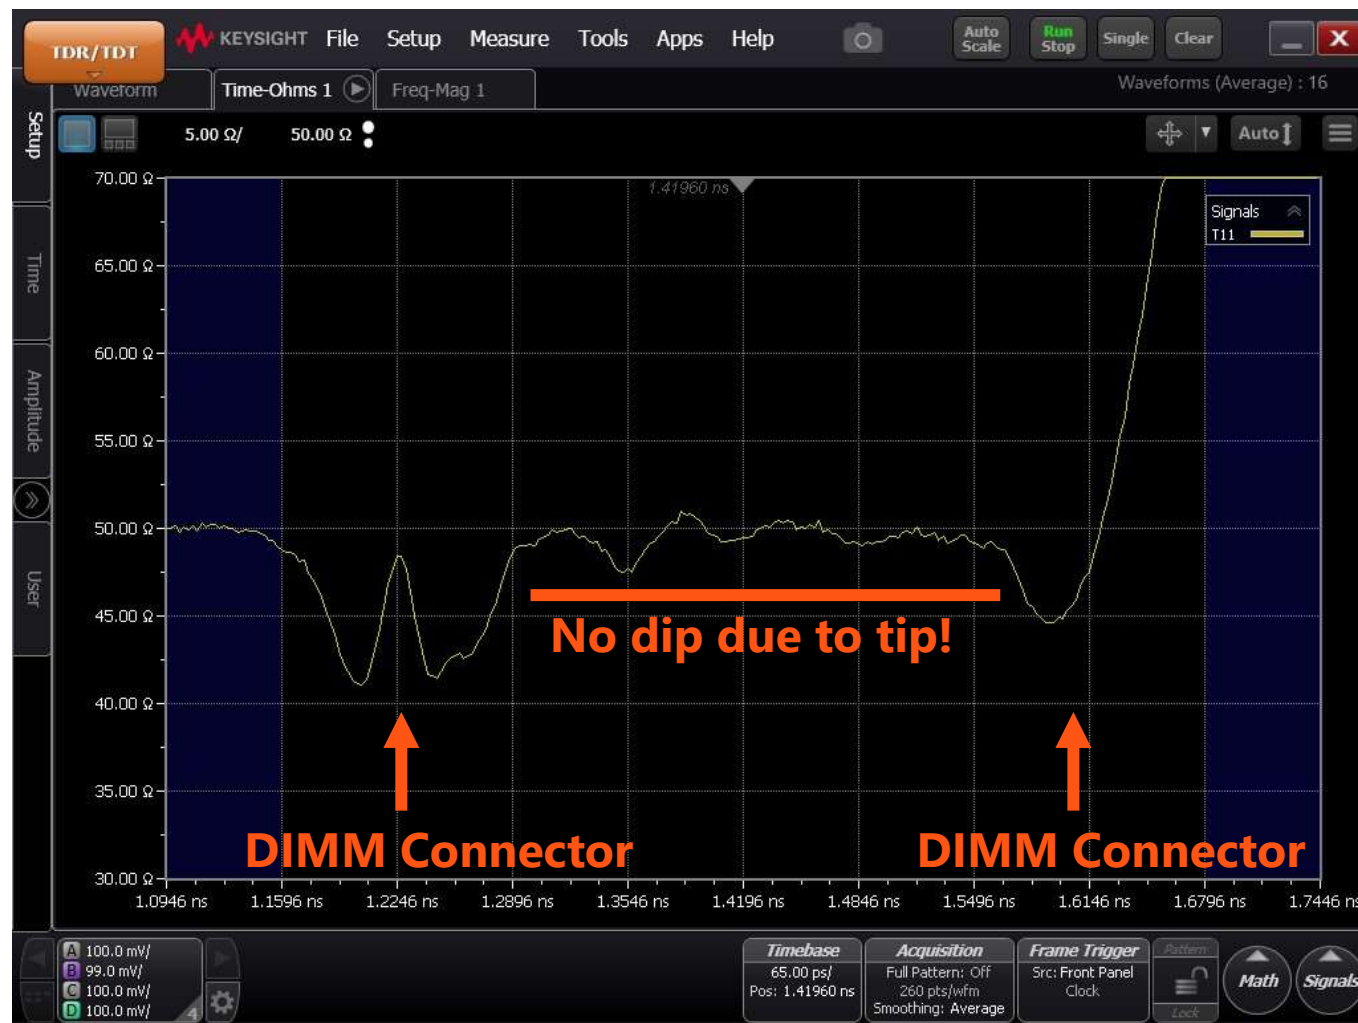 TDR/TDT
KEYSIGHT File Setup Measure Tools Apps Help
Auto Scale
Run Stop
Single
Clear
Waveform
Time-Ohms 1
Freq-Mag 1
Waveforms (Average) : 16
Setup
Time
Amplitude
User
5.00 Ω/
50.00 Ω
Auto
1.41960 ns
Signals
T11
70.00 Ω
65.00 Ω
60.00 Ω
55.00 Ω
50.00 Ω
45.00 Ω
40.00 Ω
35.00 Ω
30.00 Ω
No dip due to tip!
DIMM Connector
DIMM Connector
1.0946 ns 1.1596 ns 1.2246 ns 1.2896 ns 1.3546 ns 1.4196 ns 1.4846 ns 1.5496 ns 1.6146 ns 1.6796 ns 1.7446 ns
A 100.0 mV/
B 99.0 mV/
C 100.0 mV/
D 100.0 mV/
4
Timebase
65.00 ps/
Pos: 1.41960 ns
Acquisition
Full Pattern: Off
260 pts/wfm
Smoothing: Average
Frame Trigger
Src: Front Panel
Clock
Pattern
Lock
Math
Signals